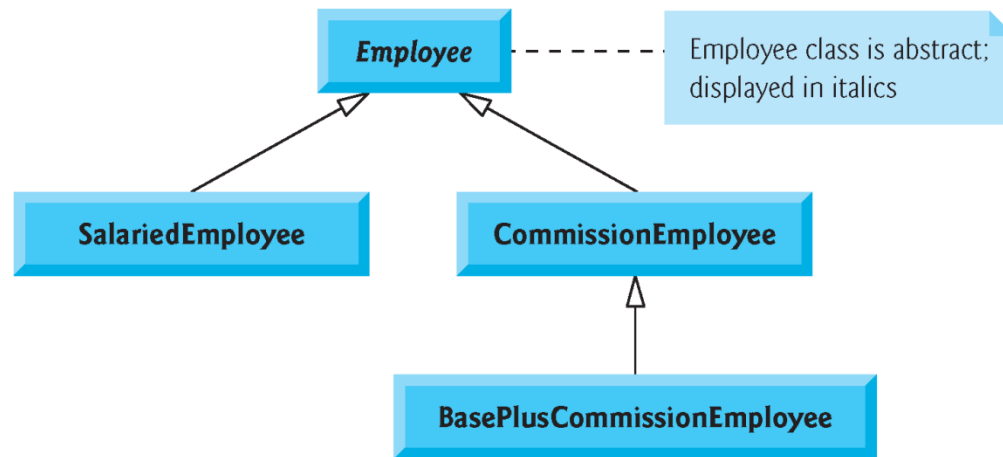 Employee
Employee class is abstract;
displayed in italics
SalariedEmployee
CommissionEmployee
BasePlusCommissionEmployee